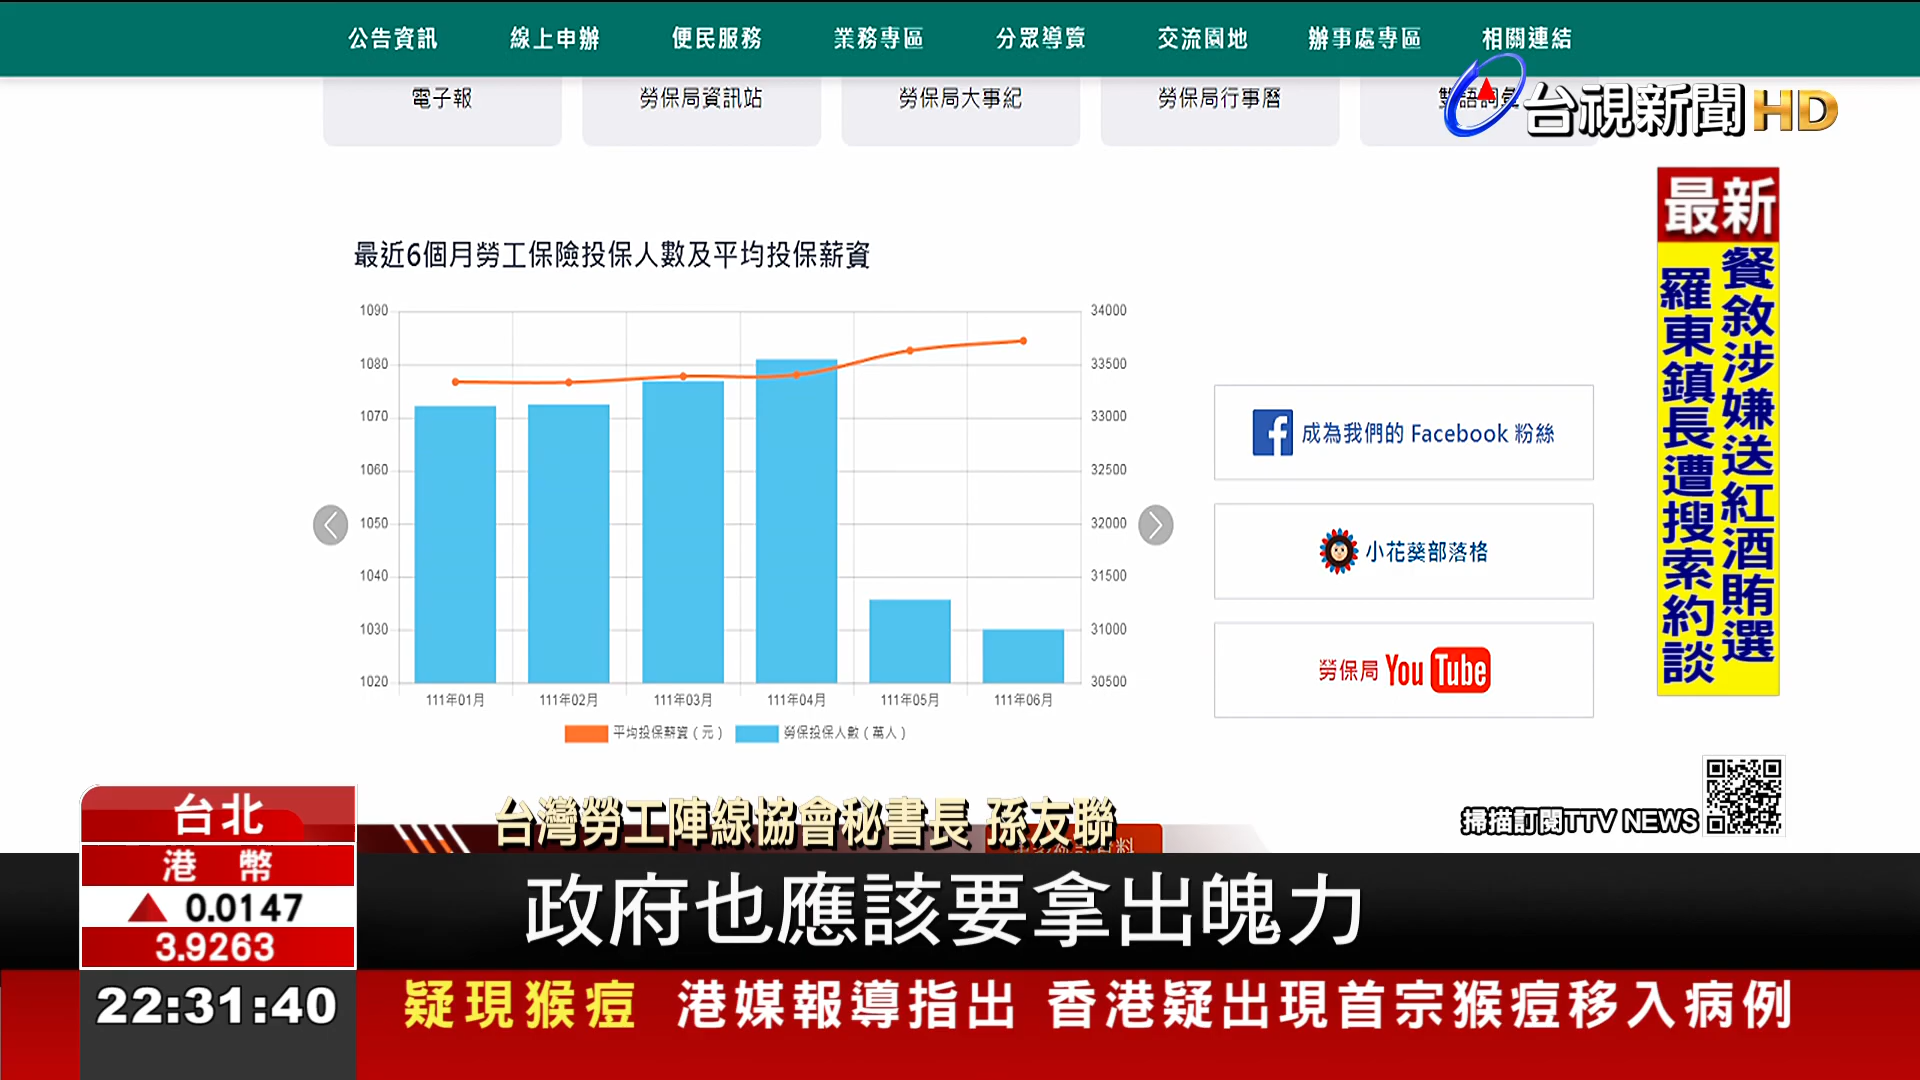 公告資訊 線上申辦 便民服務 業務專區 分眾導覽 交流園地 辦事處專區 相關連結
電子報 勞保局資訊站 勞保局大事紀 勞保局行事曆 雙語詞彙
台視新聞HD
最新
餐敘涉嫌送紅酒賄選
羅東鎮長遭搜索約談
最近6個月勞工保險投保人數及平均投保薪資
1090 34000
1080 33500
1070 33000
1060 32500
1050 32000
1040 31500
1030 31000
1020 30500
111年01月 111年02月 111年03月 111年04月 111年05月 111年06月
平均投保薪資（元） 勞保投保人數（萬人）
成為我們的 Facebook 粉絲
小花葵部落格
勞保局 YouTube
掃描訂閱TTV NEWS
台灣勞工陣線協會秘書長 孫友聯
政府也應該要拿出魄力
台北
港 幣
▲ 0.0147
3.9263
22:31:40
疑現猴痘 港媒報導指出 香港疑出現首宗猴痘移入病例